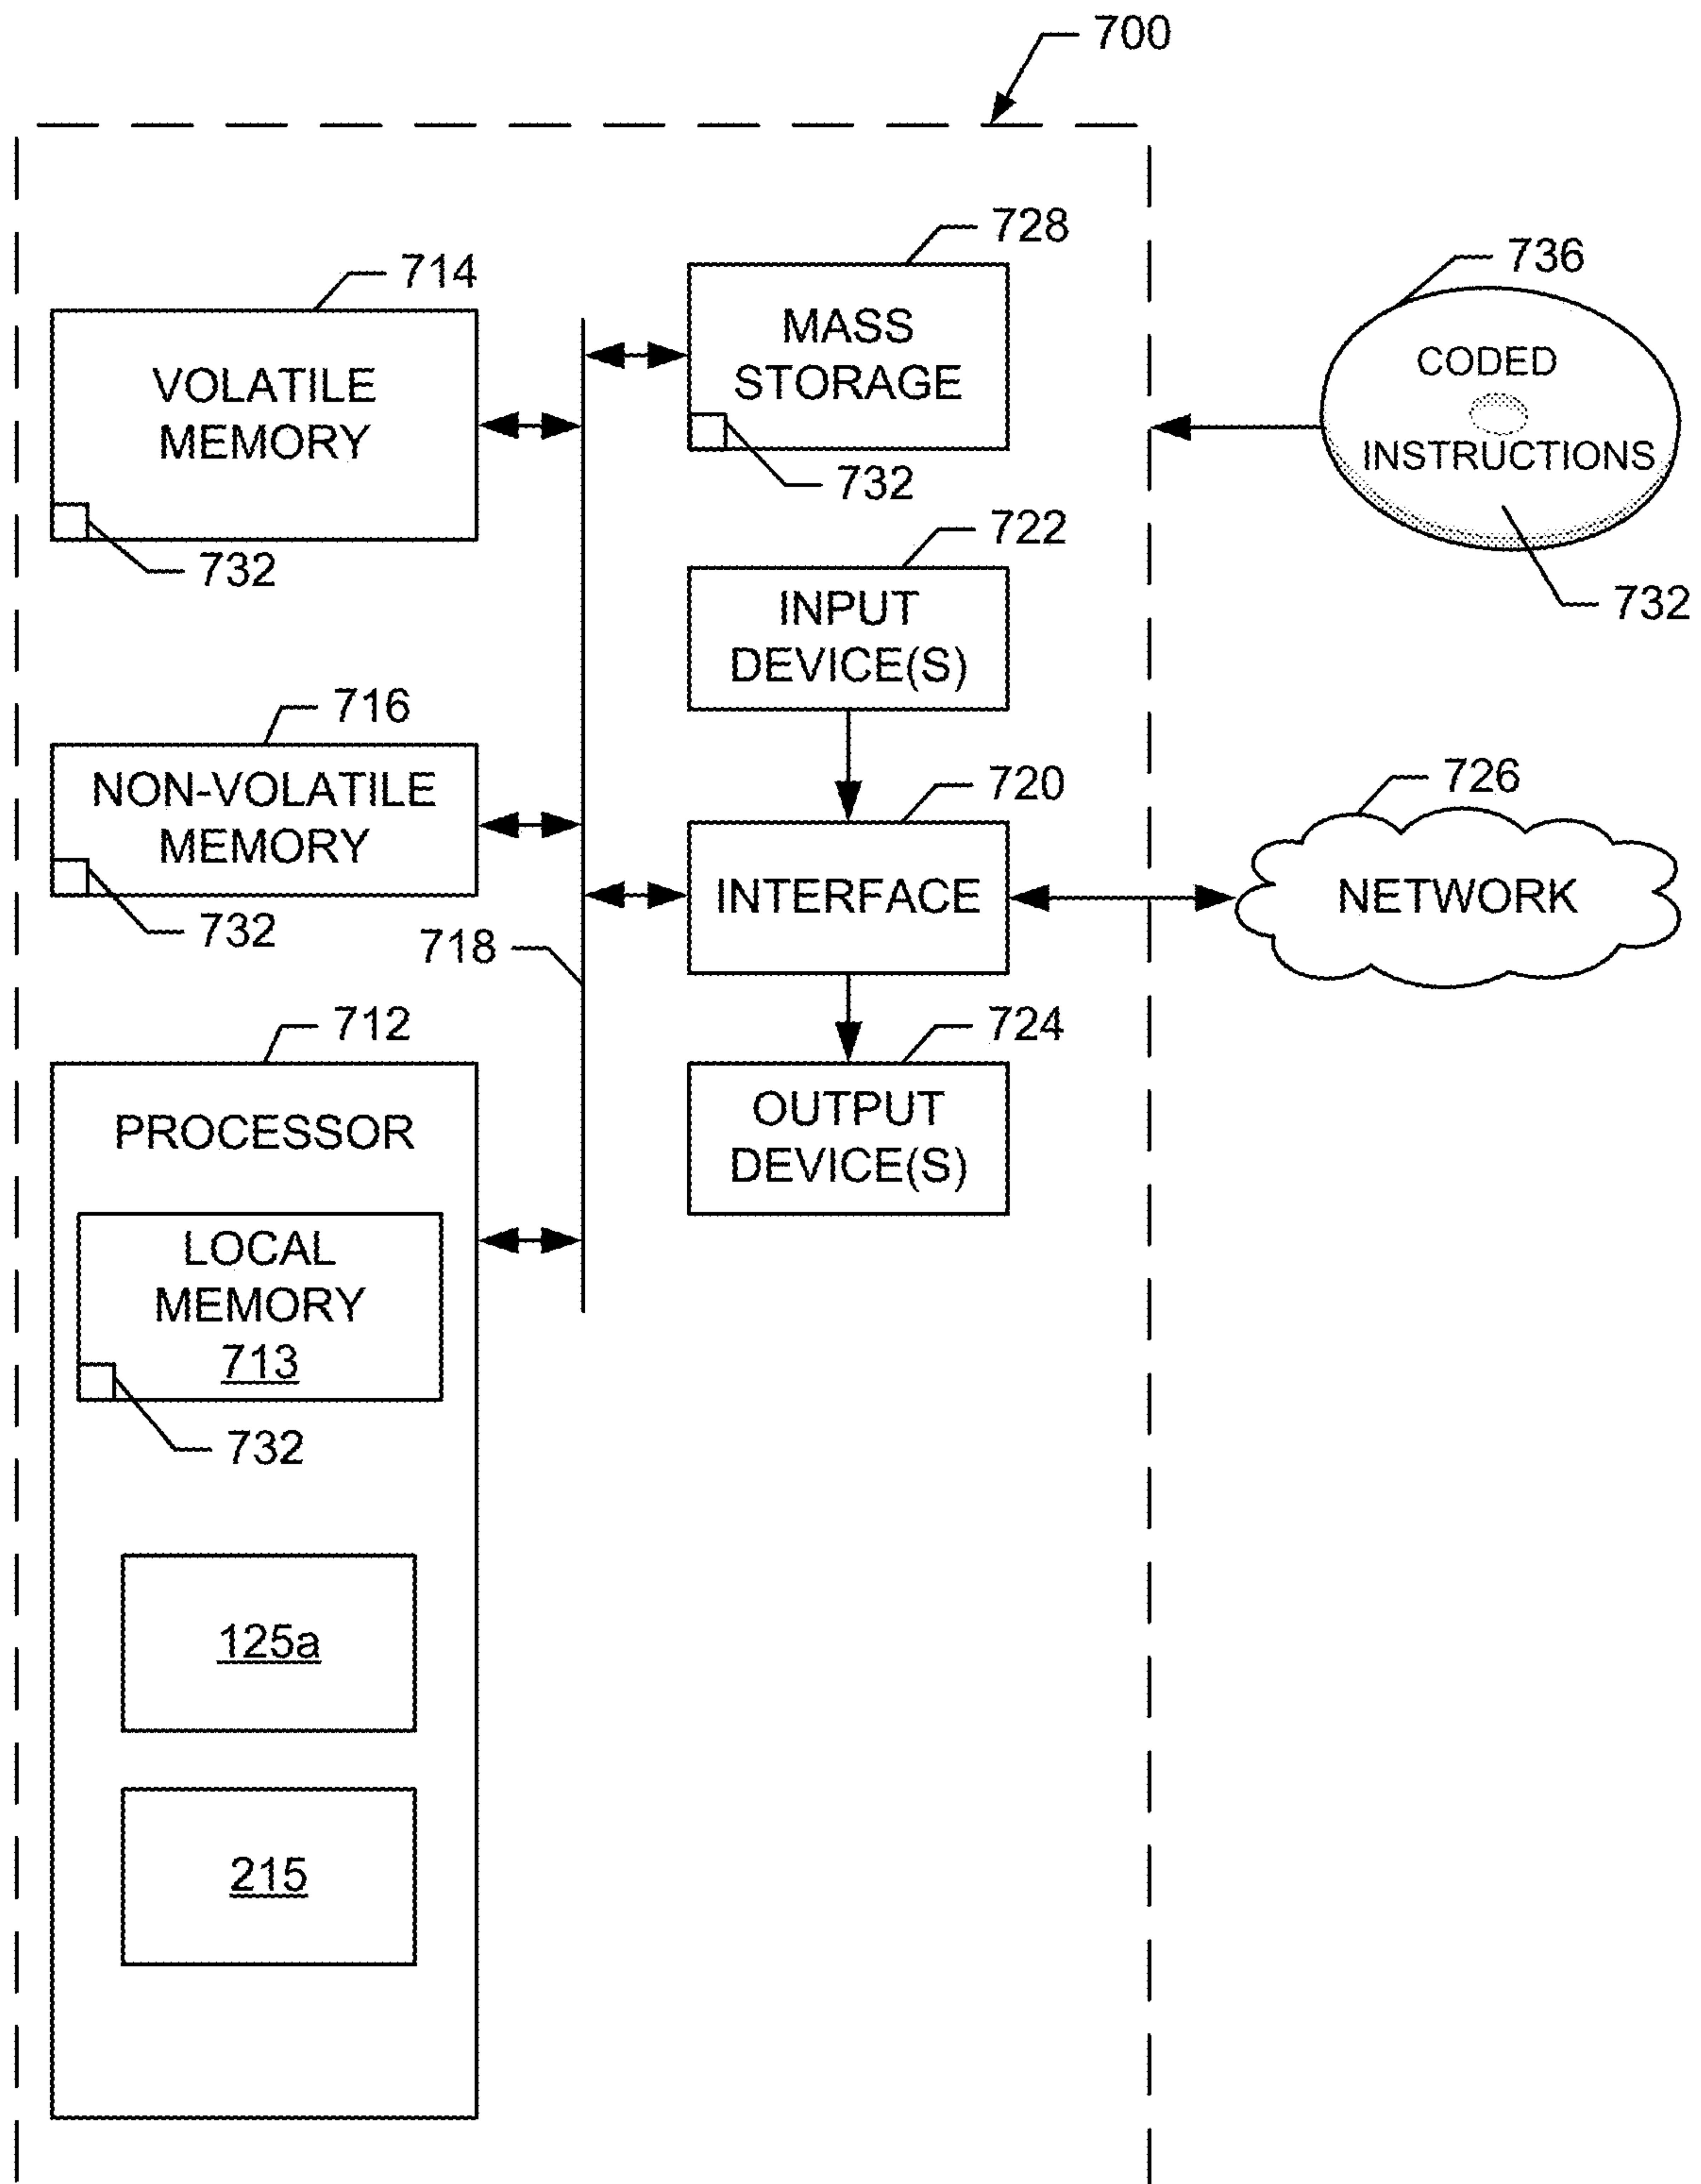 700
728
714
736
MASS
STORAGE
VOLATILE
MEMORY
CODED
INSTRUCTIONS
732
732
722
732
INPUT
DEVICE(S)
716
720
726
NON-VOLATILE
MEMORY
INTERFACE
NETWORK
732
718
712
724
PROCESSOR
OUTPUT
DEVICE(S)
LOCAL
MEMORY
713
732
125a
215